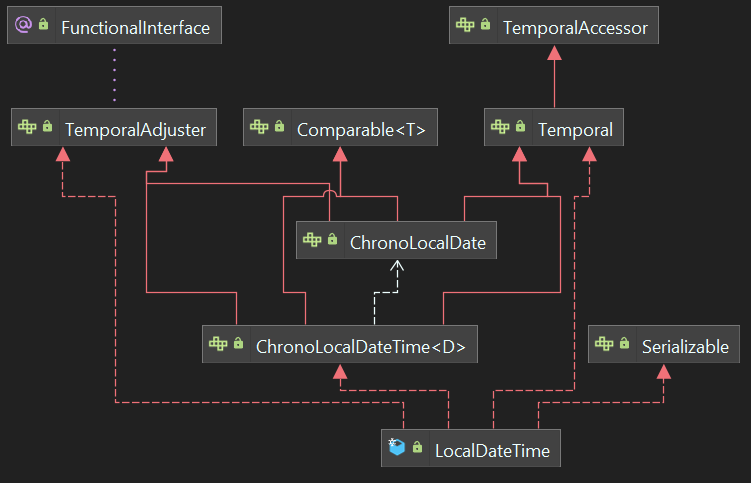 FunctionalInterface
TemporalAccessor
TemporalAdjuster
Comparable<T>
Temporal
ChronoLocalDate
ChronoLocalDateTime<D>
Serializable
LocalDateTime